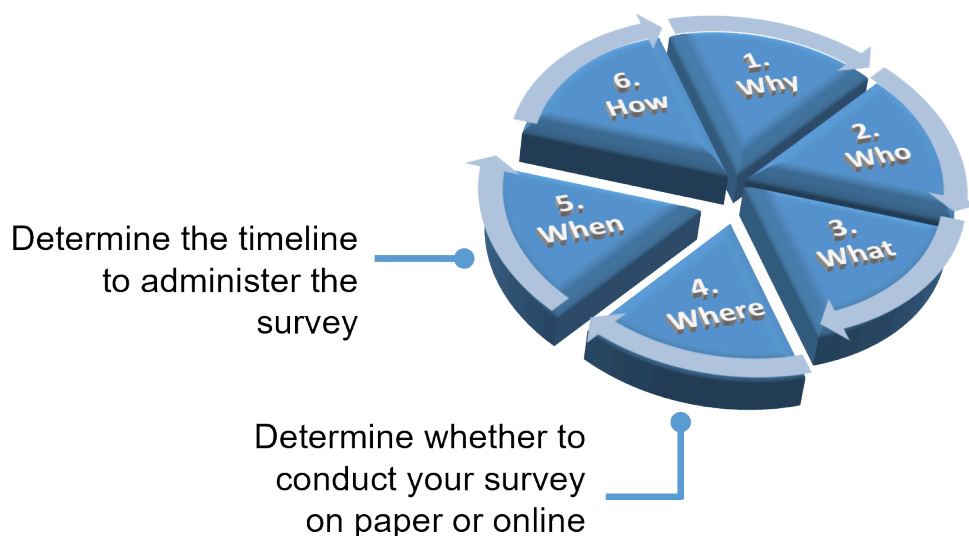 1.
Why
2.
Who
3.
What
4.
Where
5.
When
6.
How
Determine the timeline
to administer the
survey
Determine whether to
conduct your survey
on paper or online